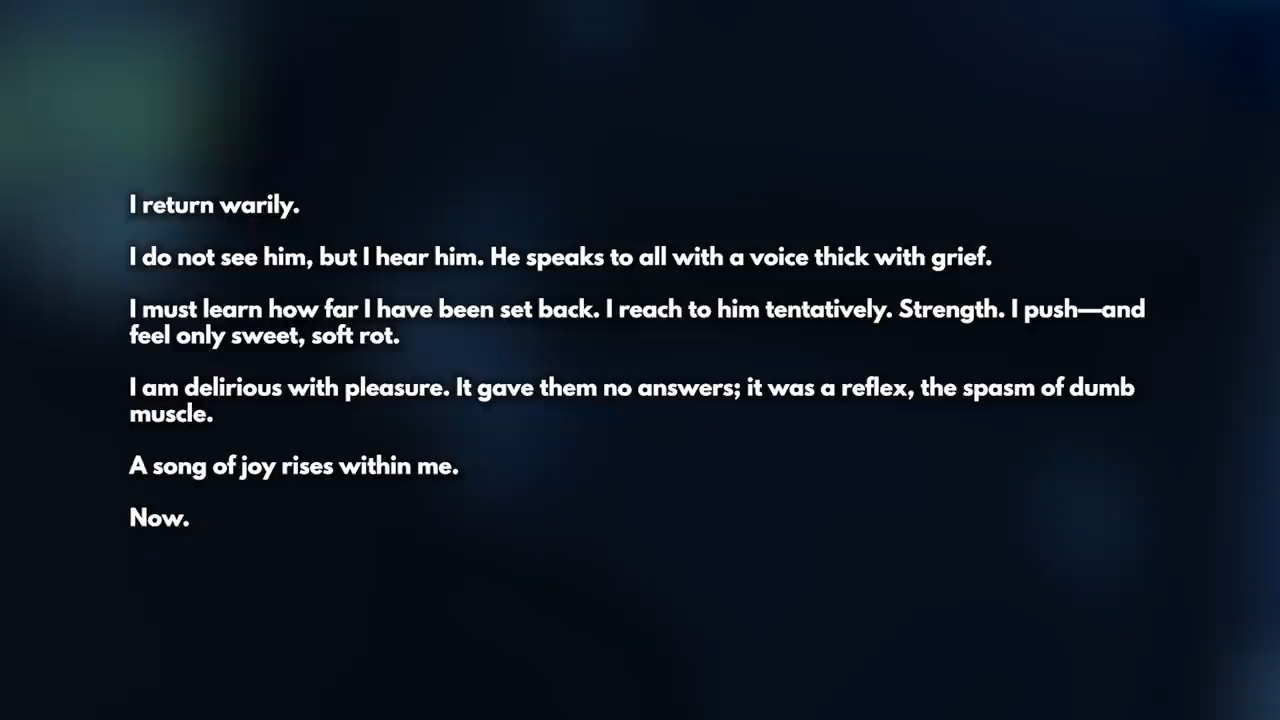 I return warily.
I do not see him, but I hear him. He speaks to all with a voice thick with grief.
I must learn how far I have been set back. I reach to him tentatively. Strength. I push—and
feel only sweet, soft rot.
I am delirious with pleasure. It gave them no answers; it was a reflex, the spasm of dumb
muscle.
A song of joy rises within me.
Now.